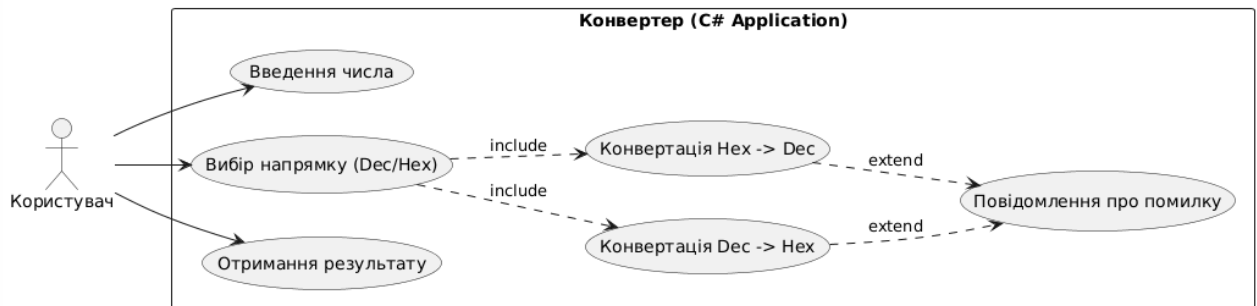 Конвертер (C# Application)
Введення числа
Користувач
Вибір напрямку (Dec/Hex)
include
include
Конвертація Hex -> Dec
Конвертація Dec -> Hex
extend
extend
Повідомлення про помилку
Отримання результату